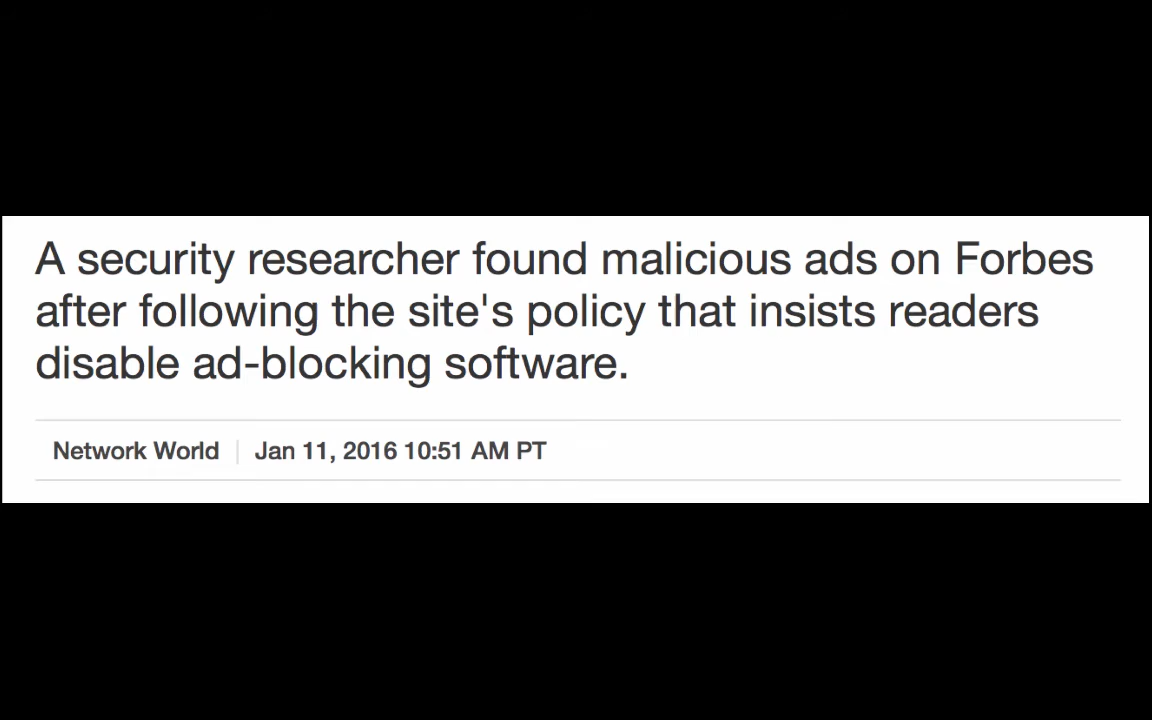 A security researcher found malicious ads on Forbes
after following the site's policy that insists readers
disable ad-blocking software.
Network World | Jan 11, 2016 10:51 AM PT